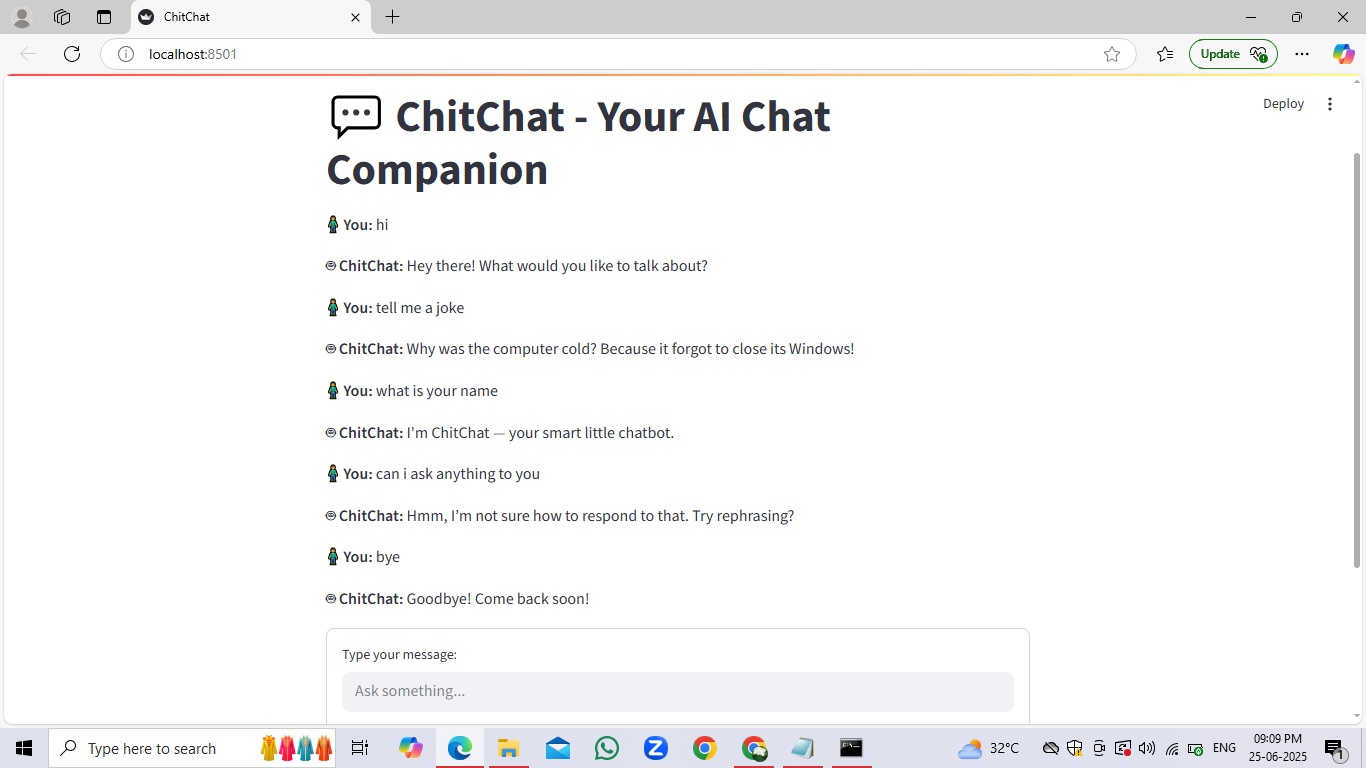 ChitChat
localhost:8501
Update
Deploy
💬 ChitChat - Your AI Chat
Companion
You: hi
ChitChat: Hey there! What would you like to talk about?
You: tell me a joke
ChitChat: Why was the computer cold? Because it forgot to close its Windows!
You: what is your name
ChitChat: I'm ChitChat — your smart little chatbot.
You: can i ask anything to you
ChitChat: Hmm, I’m not sure how to respond to that. Try rephrasing?
You: bye
ChitChat: Goodbye! Come back soon!
Type your message:
Ask something...
Type here to search
32°C
ENG
09:09 PM
25-06-2025
1